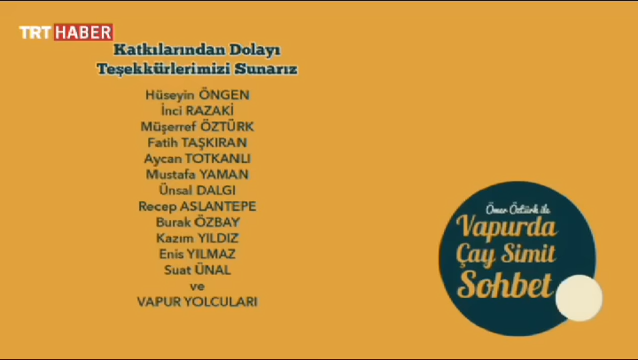 TRT HABER
Katkılarından Dolayı
Teşekkürlerimizi Sunarız
Hüseyin ÖNGEN
İnci RAZAKİ
Müşerref ÖZTÜRK
Fatih TAŞKIRAN
Aycan TOTKANLI
Mustafa YAMAN
Ünsal DALGI
Recep ASLANTEPE
Burak ÖZBAY
Kazım YILDIZ
Enis YILMAZ
Suat ÜNAL
ve
VAPUR YOLCULARI
Ömer Öztürk ile
Vapurda
Çay Simit
Sohbet